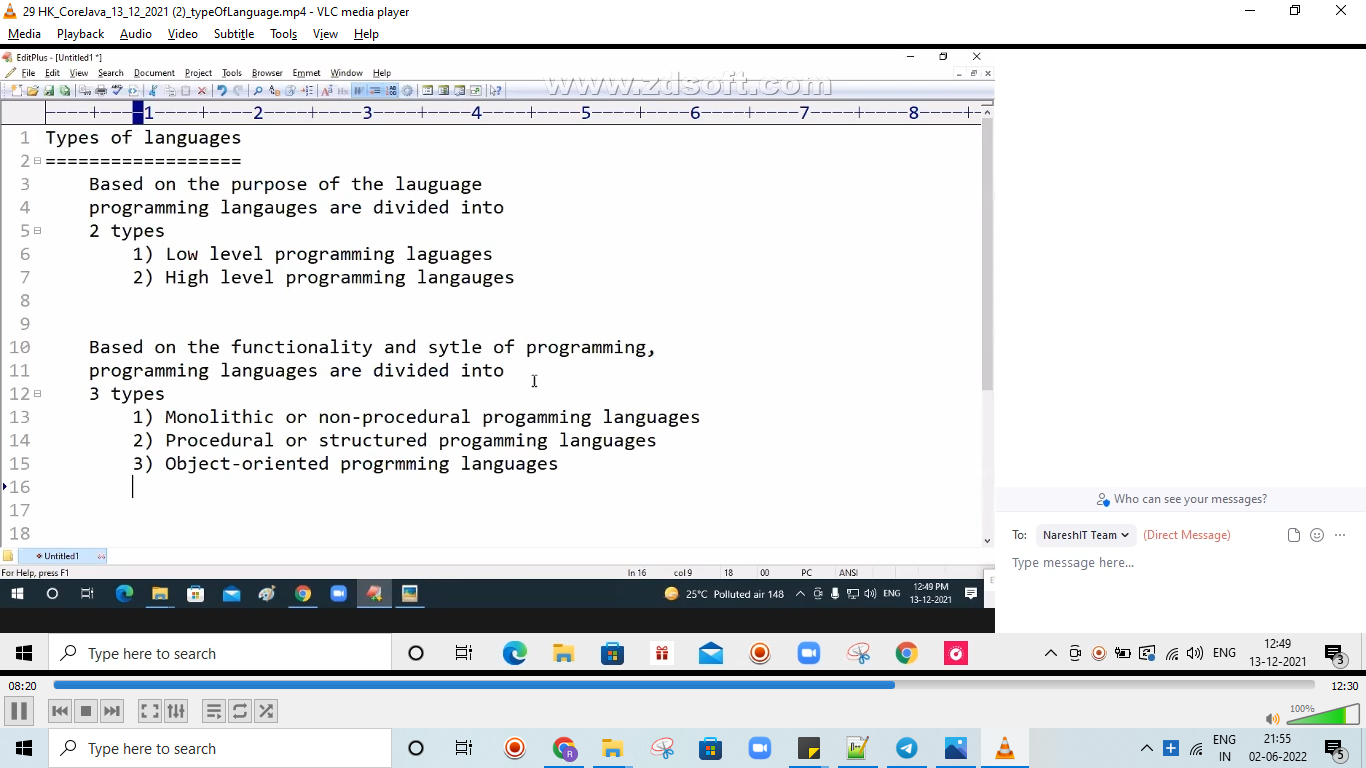 29 HK_CoreJava_13_12_2021 (2)_typeOfLanguage.mp4 - VLC media player
Media Playback Audio Video Subtitle Tools View Help
EditPlus - [Untitled1 *]
File Edit View Search Document Project Tools Browser Emmet Window Help
www.zdsoft.com
----+----1----+----2----+----3----+----4----+----5----+----6----+----7----+----8----+-
1 Types of languages
2 ==================
3 Based on the purpose of the lauguage
4 programming langauges are divided into
5 2 types
6 1) Low level programming laguages
7 2) High level programming langauges
8
9
10 Based on the functionality and sytle of programming,
11 programming languages are divided into
12 3 types
13 1) Monolithic or non-procedural progamming languages
14 2) Procedural or structured progamming languages
15 3) Object-oriented progrmming languages
16
17
18
Untitled1
For Help, press F1 ln 16 col 9 18 00 PC ANSI
25°C Polluted air 148 ENG 12:49 PM
13-12-2021
Who can see your messages?
To: NareshIT Team (Direct Message)
Type message here...
Type here to search ENG 12:49
13-12-2021 3
08:20 12:30
100%
Type here to search ENG
IN 21:55
02-06-2022 5